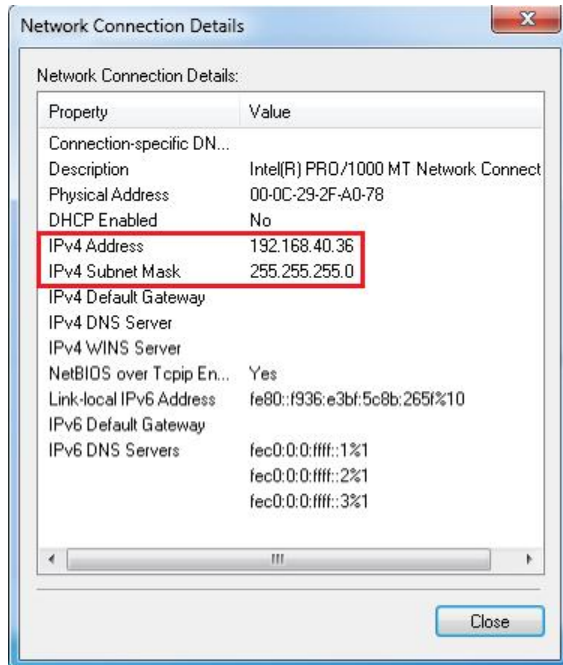 Network Connection Details
Network Connection Details:
Property Value
Connection-specific DN...
Description Intel(R) PRO/1000 MT Network Connect
Physical Address 00-0C-29-2F-A0-78
DHCP Enabled No
IPv4 Address 192.168.40.36
IPv4 Subnet Mask 255.255.255.0
IPv4 Default Gateway
IPv4 DNS Server
IPv4 WINS Server
NetBIOS over Tcpip En... Yes
Link-local IPv6 Address fe80::f936:e3bf:5c8b:265f%10
IPv6 Default Gateway
IPv6 DNS Servers fec0:0:0:ffff::1%1
fec0:0:0:ffff::2%1
fec0:0:0:ffff::3%1
Close